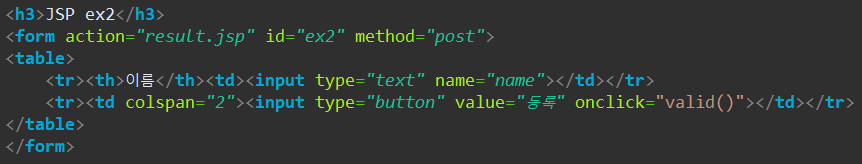 <h3>JSP ex2</h3>
<form action="result.jsp" id="ex2" method="post">
<table>
<tr><th>이름</th><td><input type="text" name="name"></td></tr>
<tr><td colspan="2"><input type="button" value="등록" onclick="valid()"></td></tr>
</table>
</form>